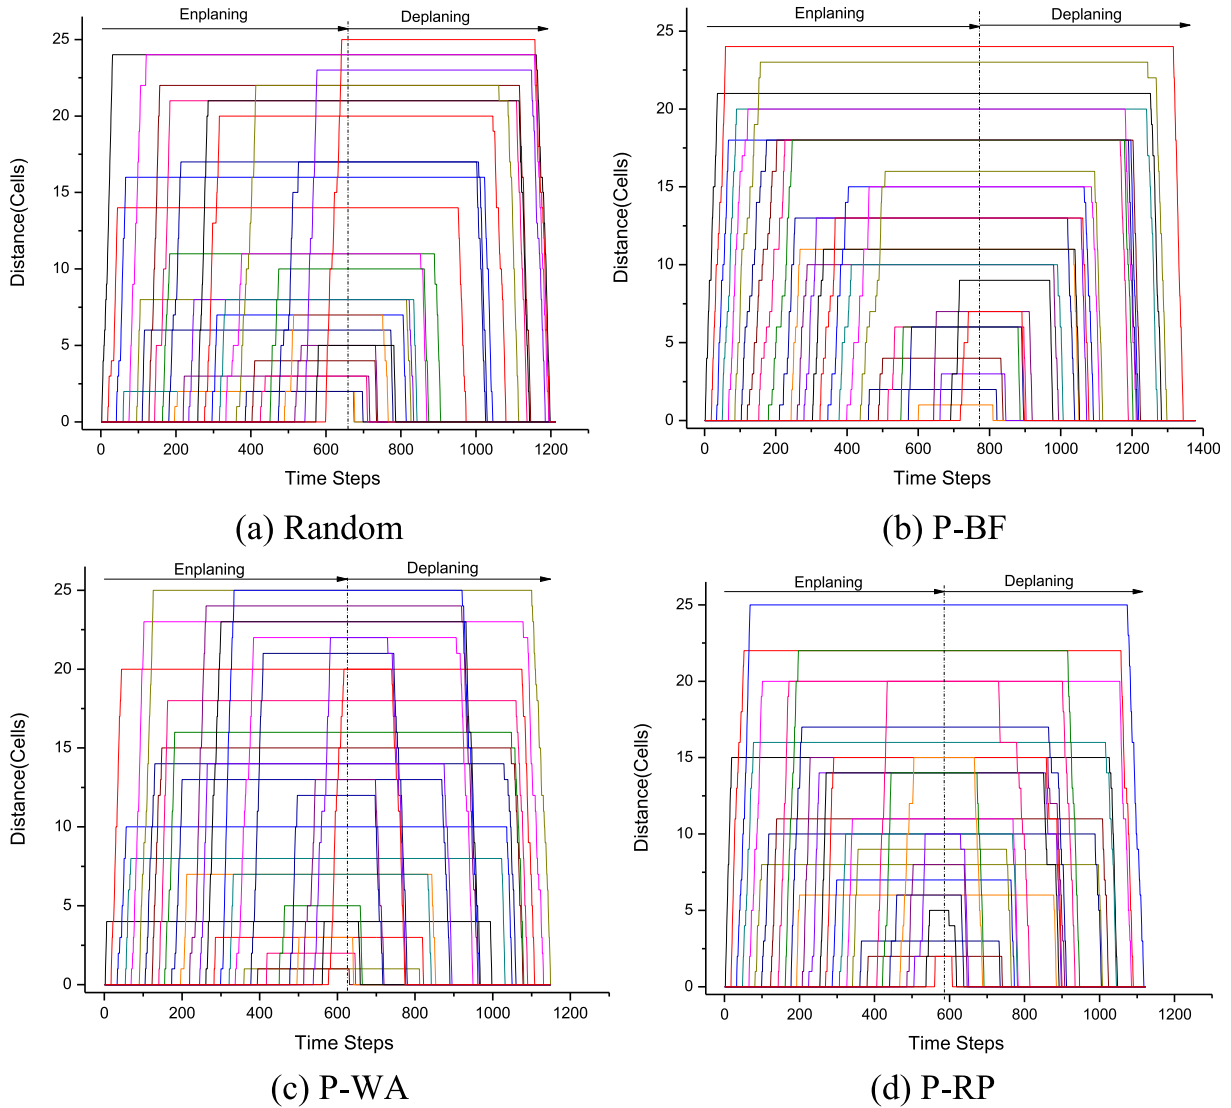 Enplaning Deplaning
25
20
15
10
5
0
Distance(Cells)
0 200 400 600 800 1000 1200
Time Steps
(a) Random
Enplaning Deplaning
25
20
15
10
5
0
Distance(Cells)
0 200 400 600 800 1000 1200 1400
Time Steps
(b) P-BF
Enplaning Deplaning
25
20
15
10
5
0
Distance(Cells)
0 200 400 600 800 1000 1200
Time Steps
(c) P-WA
Enplaning Deplaning
25
20
15
10
5
0
Distance(Cells)
0 200 400 600 800 1000 1200
Time Steps
(d) P-RP